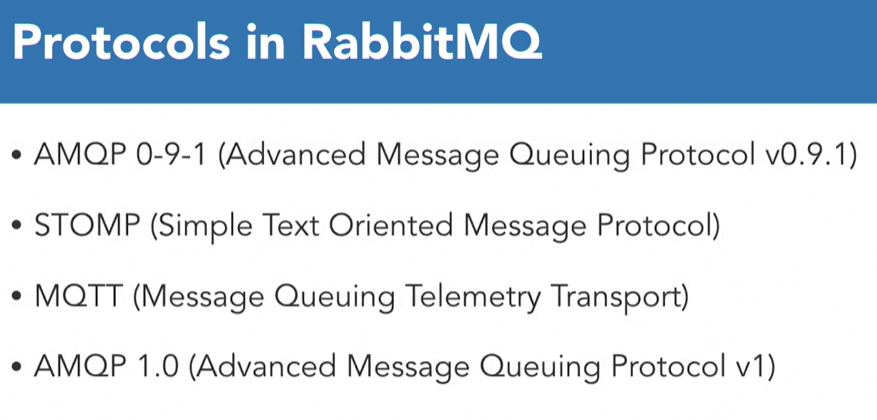 Protocols in RabbitMQ
• AMQP 0-9-1 (Advanced Message Queuing Protocol v0.9.1)
• STOMP (Simple Text Oriented Message Protocol)
• MQTT (Message Queuing Telemetry Transport)
• AMQP 1.0 (Advanced Message Queuing Protocol v1)